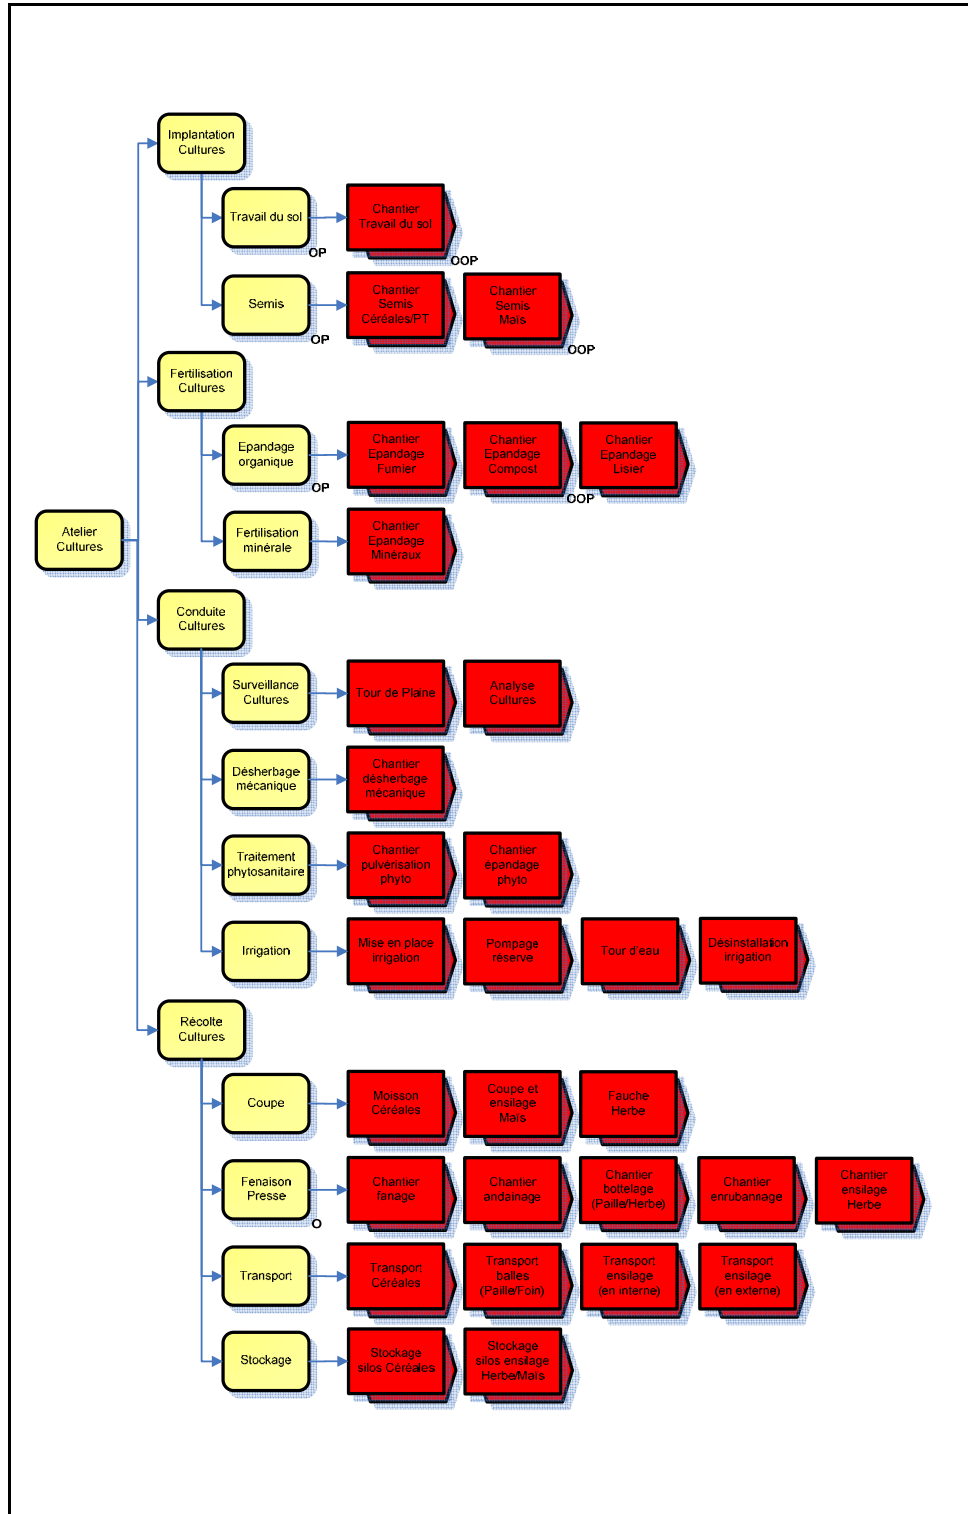 Implantation
Cultures
Travail du sol
OP
Chantier
Travail du sol
OOP
Semis
OP
Chantier
Semis
Céréales/PT
Chantier
Semis
Maïs
OOP
Fertilisation
Cultures
Epandage
organique
OP
Chantier
Epandage
Fumier
Chantier
Epandage
Compost
OOP
Chantier
Epandage
Lisier
Atelier
Cultures
Fertilisation
minérale
Chantier
Epandage
Minéraux
Conduite
Cultures
Surveillance
Cultures
Tour de Plaine
Analyse
Cultures
Désherbage
mécanique
Chantier
désherbage
mécanique
Traitement
phytosanitaire
Chantier
pulvérisation
phyto
Chantier
épandage
phyto
Irrigation
Mise en place
irrigation
Pompage
réserve
Tour d'eau
Désinstallation
irrigation
Récolte
Cultures
Coupe
Moisson
Céréales
Coupe et
ensilage
Maïs
Fauche
Herbe
Fenaison
Presse
O
Chantier
fanage
Chantier
andainage
Chantier
bottelage
(Paille/Herbe)
Chantier
enrubannage
Chantier
ensilage
Herbe
Transport
Transport
Céréales
Transport
balles
(Paille/Foin)
Transport
ensilage
(en interne)
Transport
ensilage
(en externe)
Stockage
Stockage
silos Céréales
Stockage
silos ensilage
Herbe/Maïs